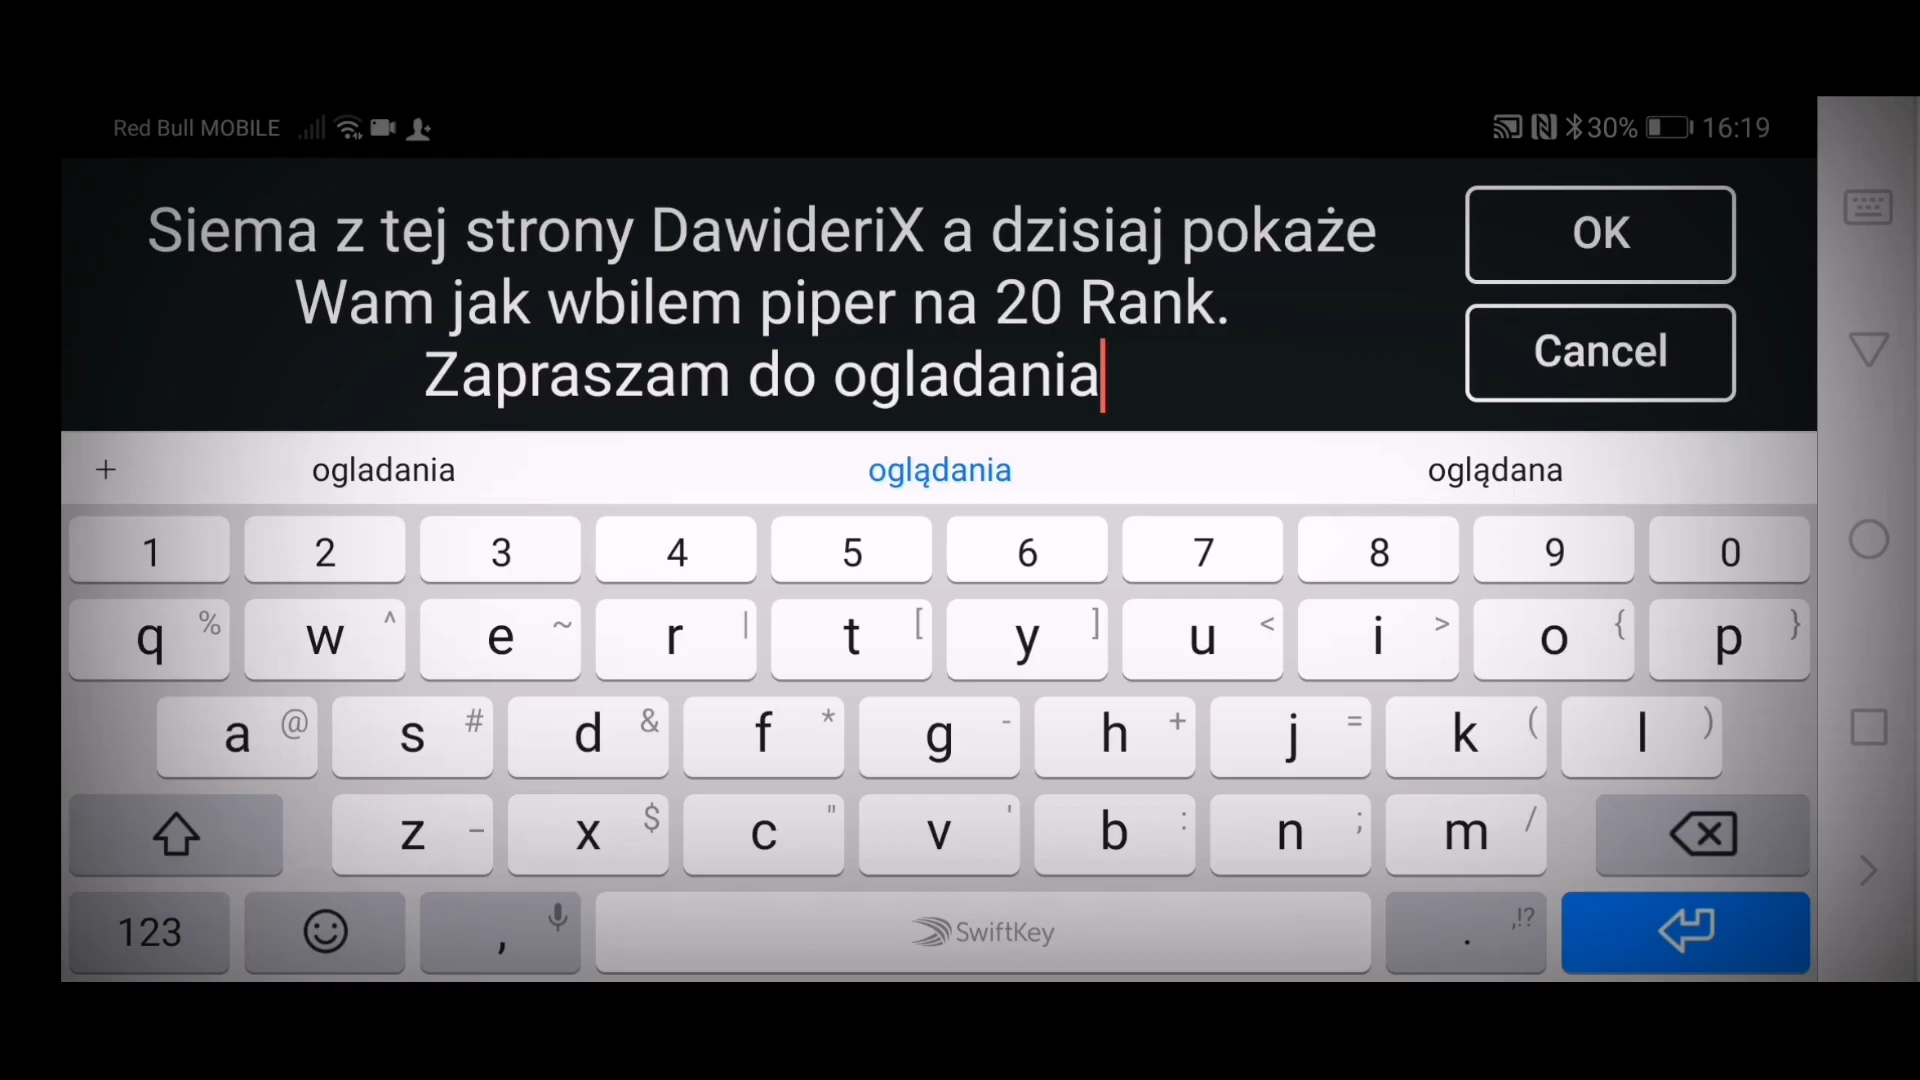 Red Bull MOBILE 30% 16:19
Siema z tej strony DawideriX a dzisiaj pokaże
Wam jak wbilem piper na 20 Rank.
Zapraszam do ogladania
OK
Cancel
+ ogladania oglądania oglądana
1 2 3 4 5 6 7 8 9 0
q % w ^ e ~ r | t [ y ] u < i > o { p }
a @ s # d & f * g - h + j = k ( l )
z _ x $ c " v ' b : n ; m /
123 , SwiftKey . ,!?